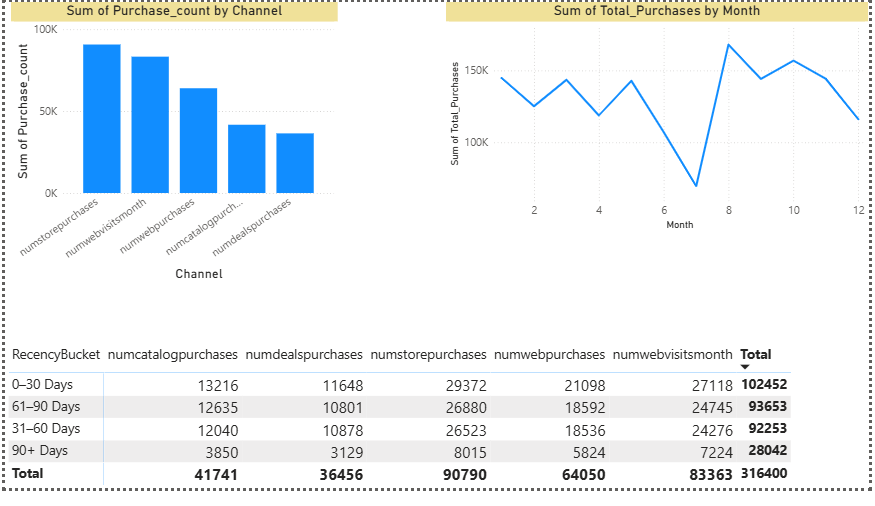 Sum of Purchase_count by Channel
Sum of Purchase_count
100K
50K
0K
numstorepurchases
numwebvisitsmonth
numwebpurchases
numcatalogpurch...
numdealspurchases
Channel
Sum of Total_Purchases by Month
Sum of Total_Purchases
150K
100K
2 4 6 8 10 12
Month
RecencyBucket numcatalogpurchases numdealspurchases numstorepurchases numwebpurchases numwebvisitsmonth Total
0–30 Days 13216 11648 29372 21098 27118 102452
61–90 Days 12635 10801 26880 18592 24745 93653
31–60 Days 12040 10878 26523 18536 24276 92253
90+ Days 3850 3129 8015 5824 7224 28042
Total 41741 36456 90790 64050 83363 316400